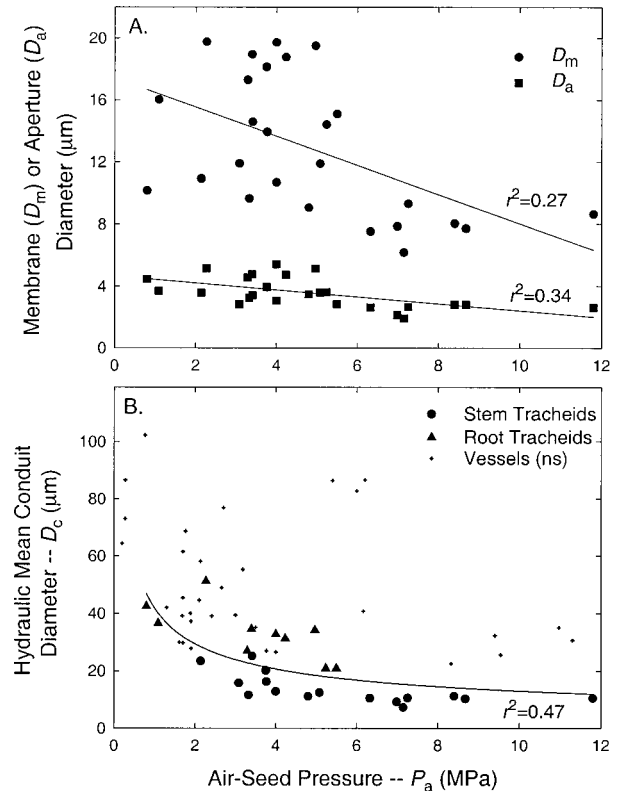 A.
Membrane (Dm) or Aperture (Da)
Diameter (μm)
20
16
12
8
4
0
Dm
Da
r²=0.27
r²=0.34
0 2 4 6 8 10 12
B.
Hydraulic Mean Conduit
Diameter -- Dc (μm)
100
80
60
40
20
0
Stem Tracheids
Root Tracheids
Vessels (ns)
r²=0.47
0 2 4 6 8 10 12
Air-Seed Pressure -- Pa (MPa)